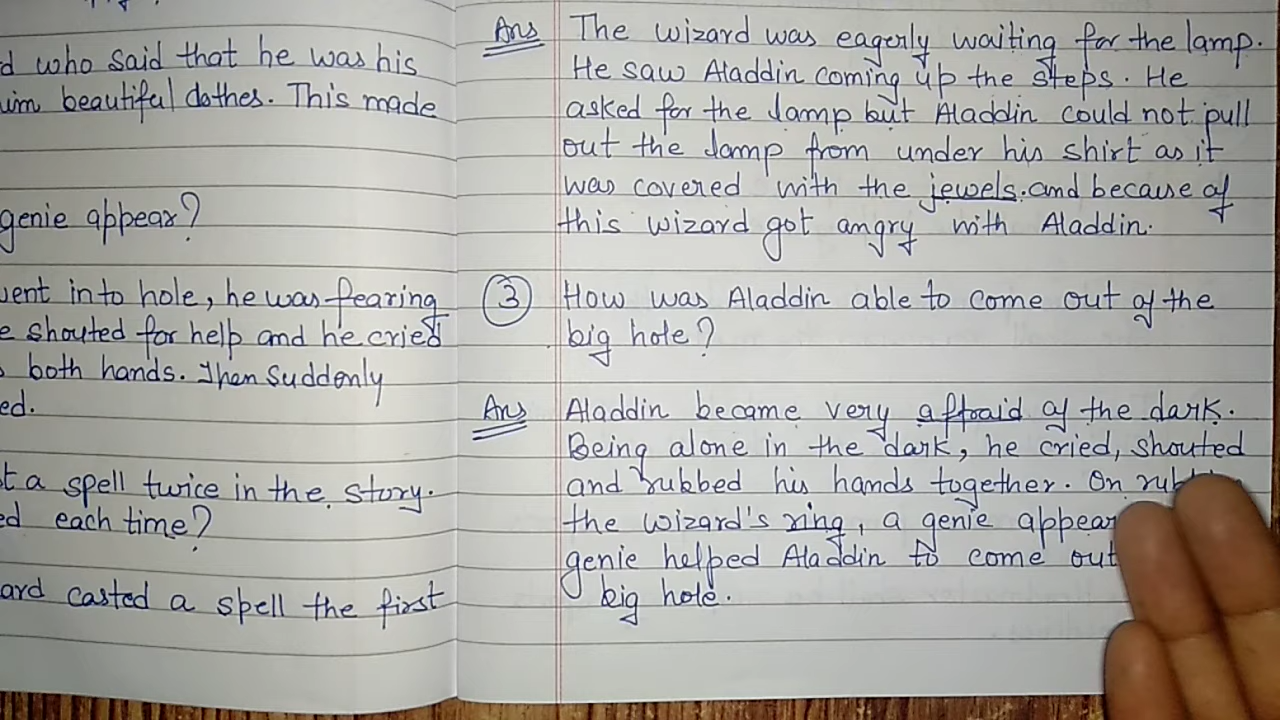 d who said that he was his
him beautiful clothes. This made
genie appear?
went into hole, he was fearing
e shouted for help and he cried
both hands. Then suddenly
ed.
t a spell twice in the story.
ed each time?
ard casted a spell the first
Ans The wizard was eagerly waiting for the lamp.
He saw Aladdin coming up the steps. He
asked for the lamp but Aladdin could not pull
out the lamp from under his shirt as it
was covered with the jewels. and because of
this wizard got angry with Aladdin.
3 How was Aladdin able to come out of the
big hole?
Ans Aladdin became very affraid of the dark.
Being alone in the dark, he cried, shouted
and rubbed his hands together. On
the wizard's ring, a genie appear
genie helped Aladdin to come out
big hole.